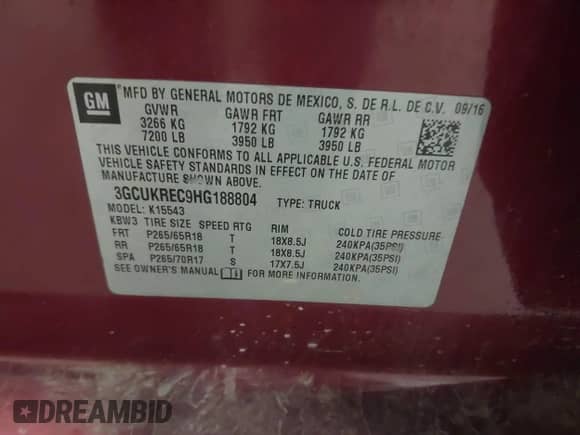 GM
MFD BY GENERAL MOTORS DE MEXICO, S. DE R.L. DE C.V. 09/16
GVWR GAWR FRT GAWR RR
3266 KG 1792 KG 1792 KG
7200 LB 3950 LB 3950 LB
THIS VEHICLE CONFORMS TO ALL APPLICABLE U.S. FEDERAL MOTOR
VEHICLE SAFETY STANDARDS IN EFFECT ON THE DATE OF
MANUFACTURE SHOWN ABOVE.
3GCUKREC9HG188804 TYPE: TRUCK
MODEL: K15543
KBW3 TIRE SIZE SPEED RTG RIM COLD TIRE PRESSURE
FRT P265/65R18 T 18X8.5J 240KPA(35PSI)
RR P265/65R18 T 18X8.5J 240KPA(35PSI)
SPA P265/70R17 S 17X7.5J 240KPA(35PSI)
SEE OWNER'S MANUAL FOR MORE INFORMATION.
DREAMBID